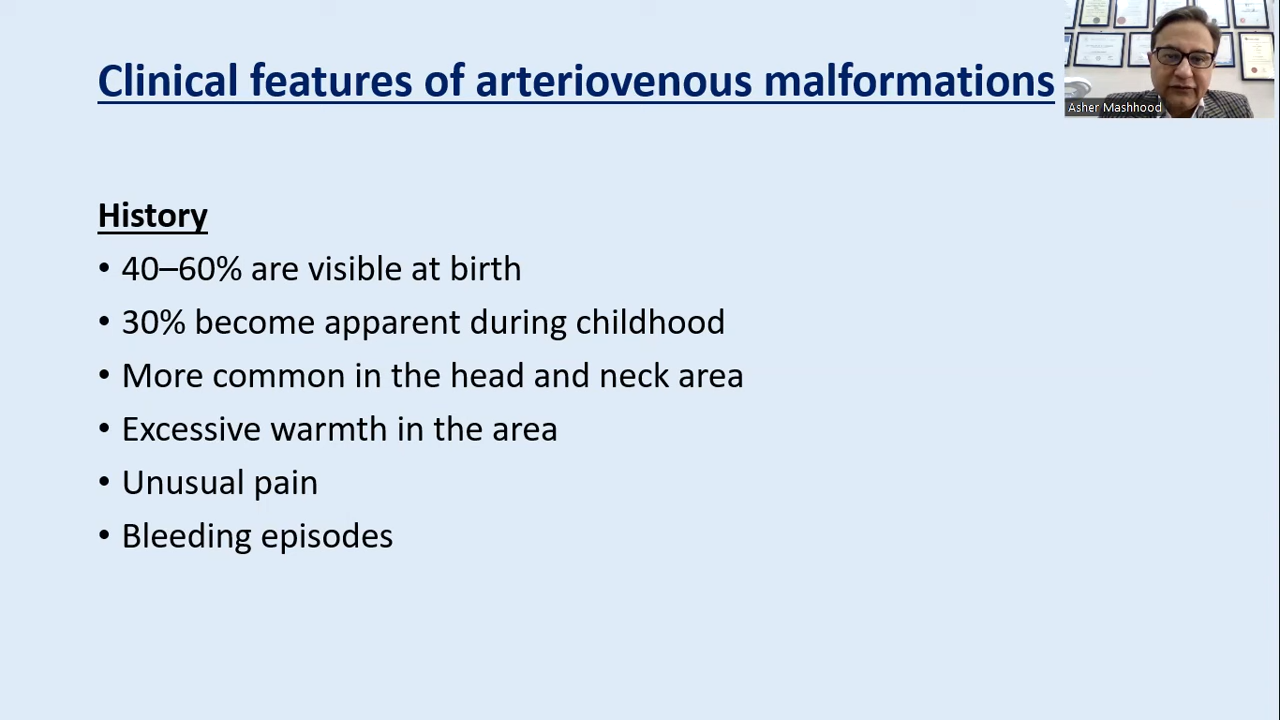 Clinical features of arteriovenous malformations
Asher Mashhood
History
• 40–60% are visible at birth
• 30% become apparent during childhood
• More common in the head and neck area
• Excessive warmth in the area
• Unusual pain
• Bleeding episodes